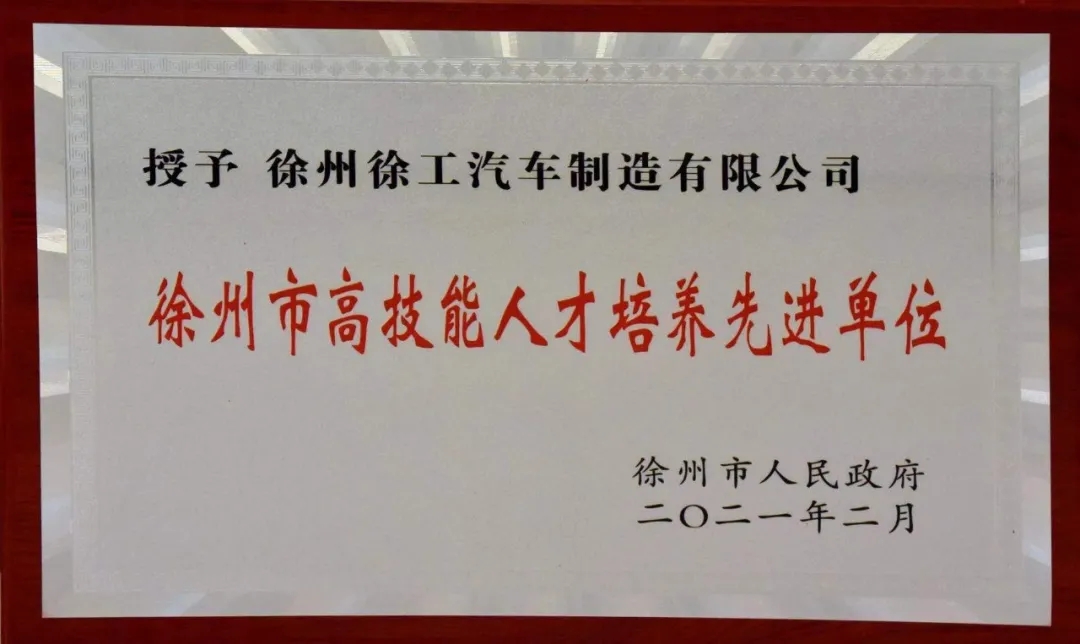 授予 徐州徐工汽车制造有限公司
徐州市高技能人才培养先进单位
徐州市人民政府
二〇二一年二月